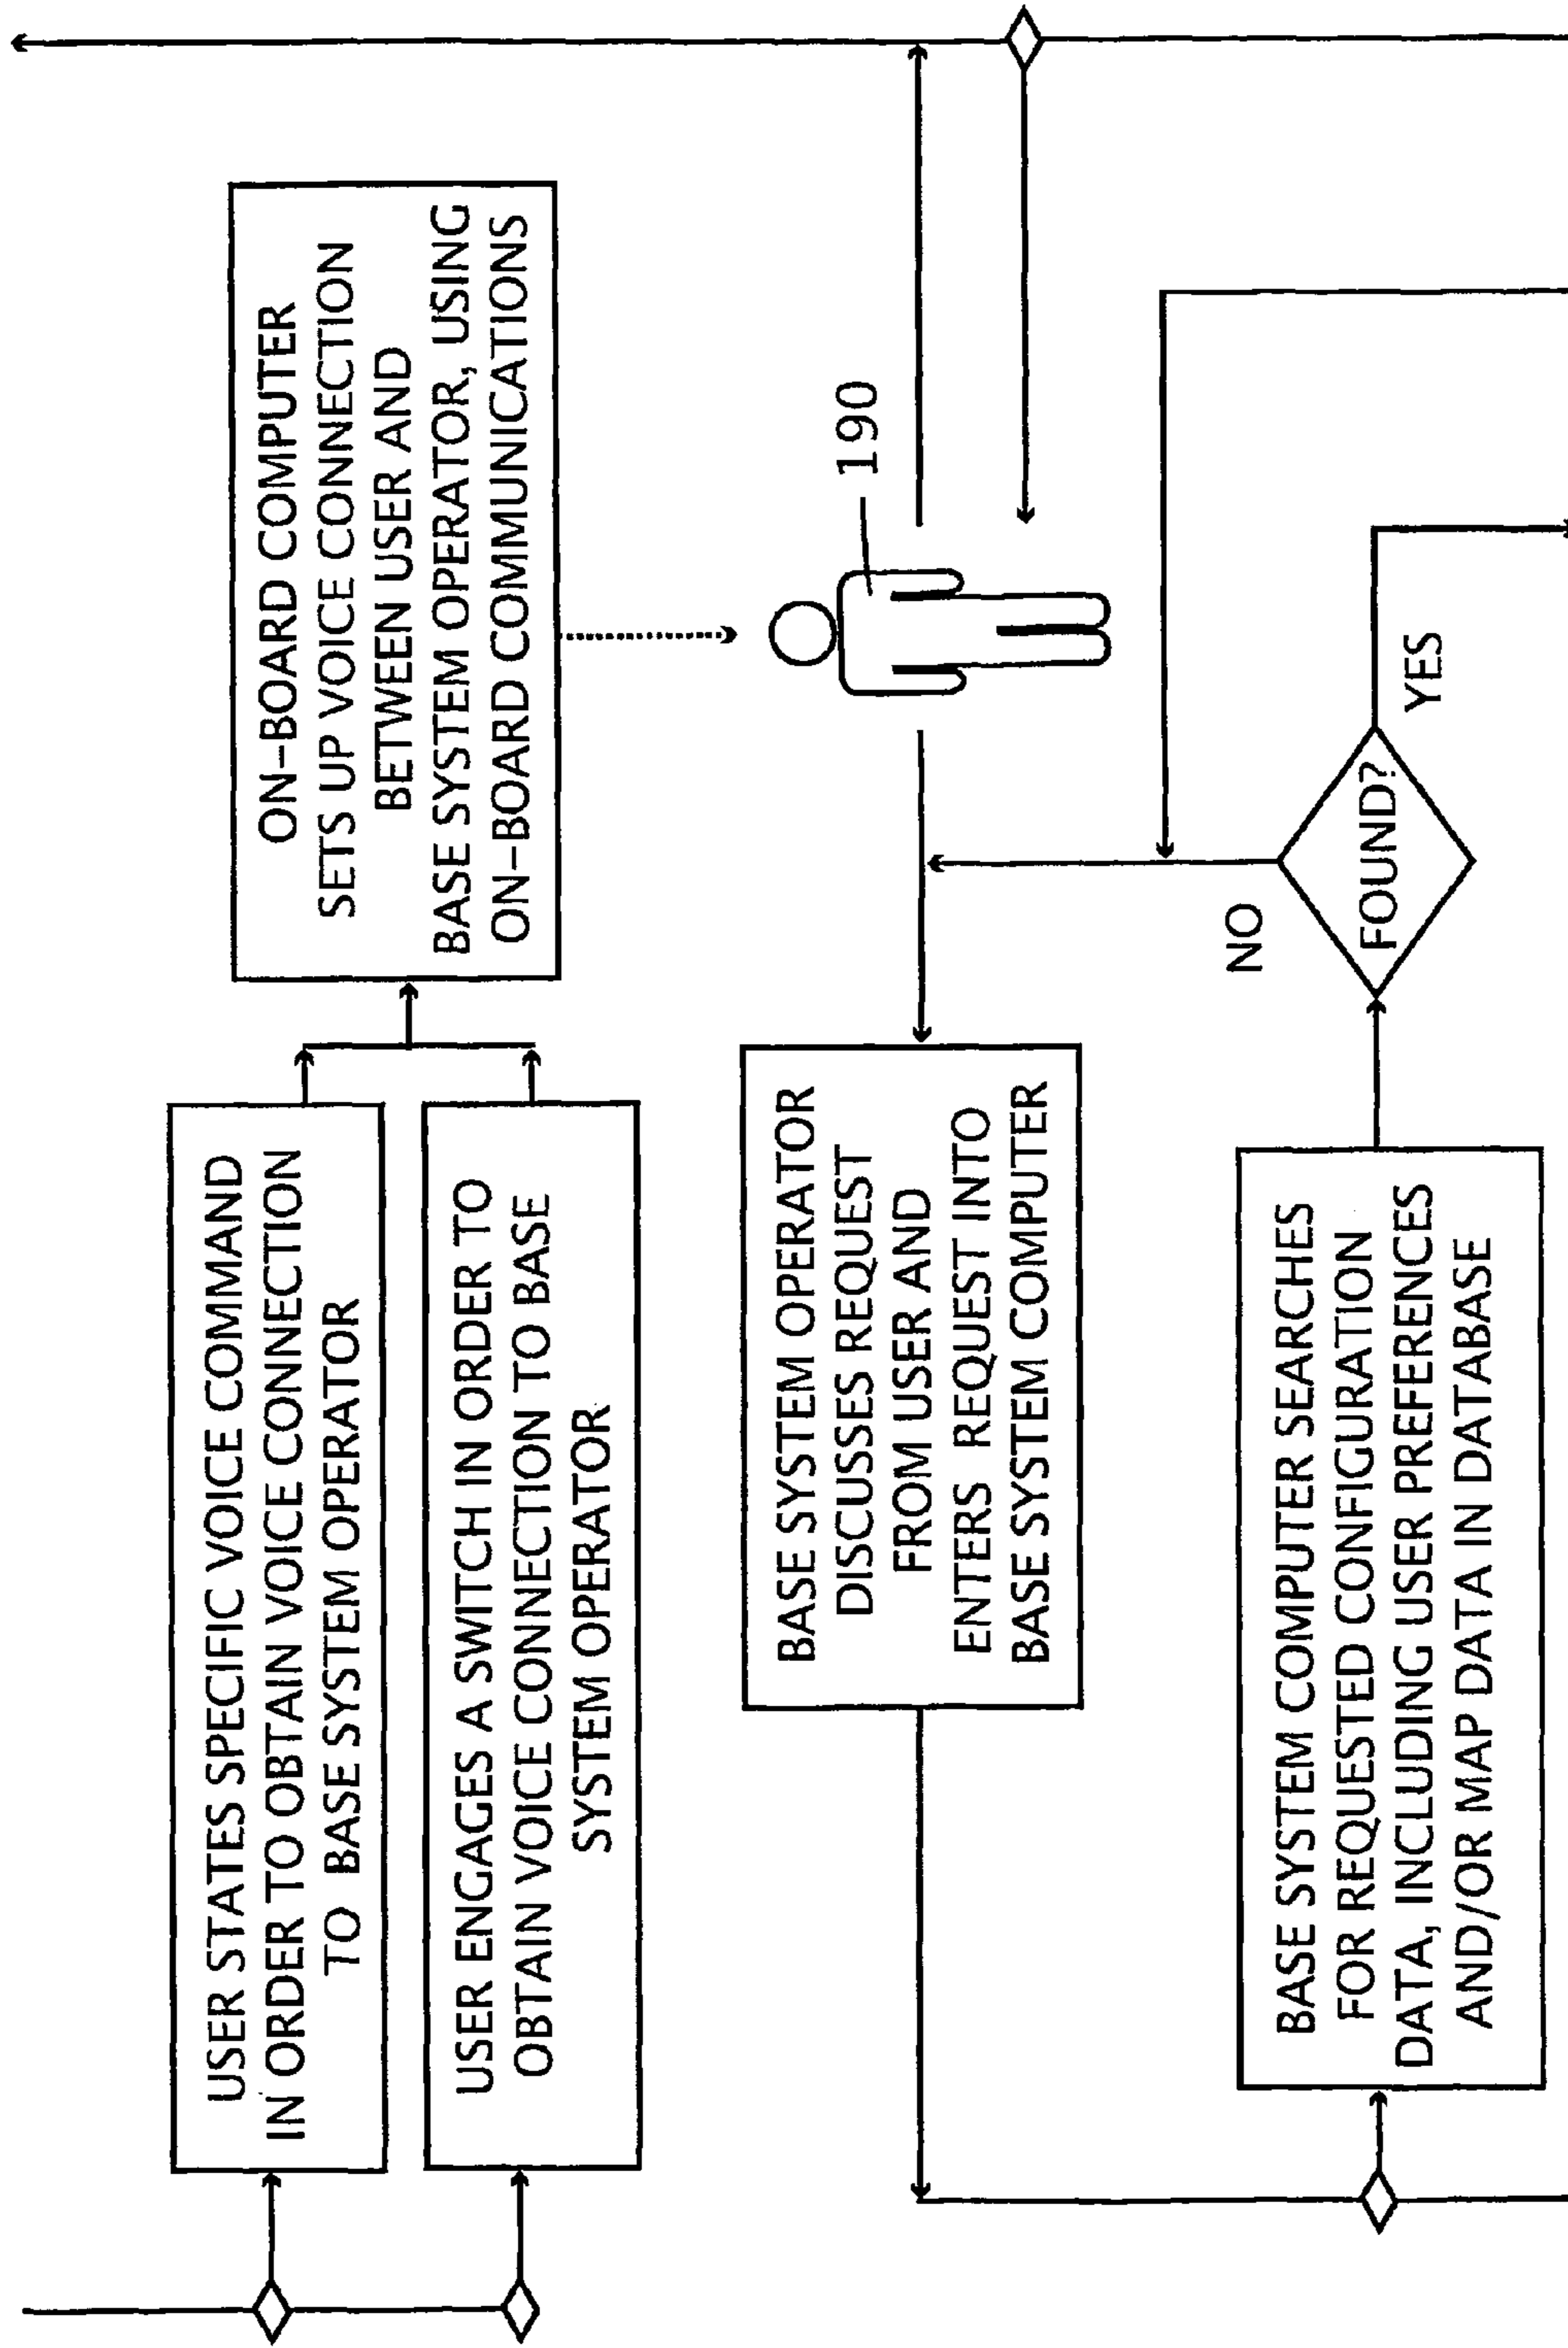 USER STATES SPECIFIC VOICE COMMAND
IN ORDER TO OBTAIN VOICE CONNECTION
TO BASE SYSTEM OPERATOR
USER ENGAGES A SWITCH IN ORDER TO
OBTAIN VOICE CONNECTION TO BASE
SYSTEM OPERATOR
ON-BOARD COMPUTER
SETS UP VOICE CONNECTION
BETWEEN USER AND
BASE SYSTEM OPERATOR, USING
ON-BOARD COMMUNICATIONS
190
BASE SYSTEM OPERATOR
DISCUSSES REQUEST
FROM USER AND
ENTERS REQUEST INTO
BASE SYSTEM COMPUTER
BASE SYSTEM COMPUTER SEARCHES
FOR REQUESTED CONFIGURATION
DATA, INCLUDING USER PREFERENCES
AND/OR MAP DATA IN DATABASE
NO
FOUND?
YES